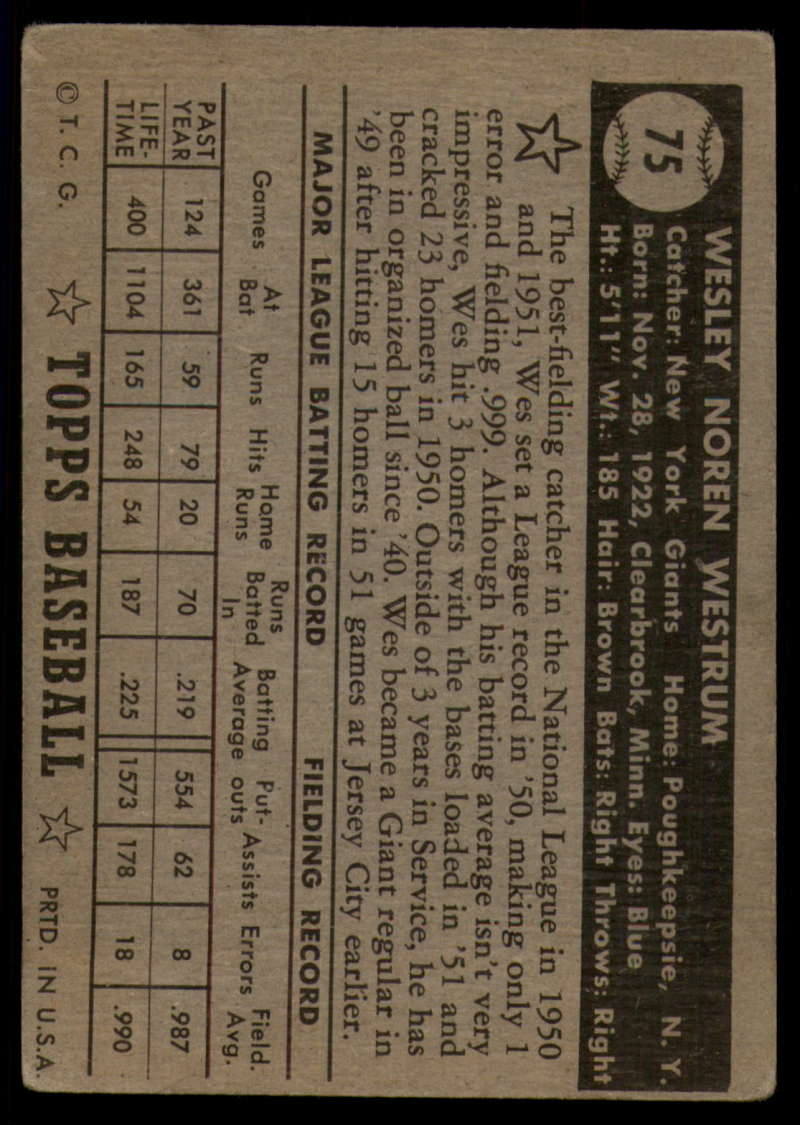 75
WESLEY NOREN WESTRUM
Catcher: New York Giants Home: Poughkeepsie, N. Y.
Born: Nov. 28, 1922, Clearbrook, Minn. Eyes: Blue
Ht.: 5'11" Wt.: 185 Hair: Brown Bats: Right Throws: Right
The best-fielding catcher in the National League in 1950
and 1951, Wes set a League record in '50, making only 1
error and fielding .999. Although his batting average isn't very
impressive, Wes hit 3 homers with the bases loaded in '51 and
cracked 23 homers in 1950. Outside of 3 years in Service, he has
been in organized ball since '40. Wes became a Giant regular in
'49 after hitting 15 homers in 51 games at Jersey City earlier.
MAJOR LEAGUE BATTING RECORD FIELDING RECORD
Games At Bat Runs Hits Home Runs Runs Batted In Batting Average Put-outs Assists Errors Field. Avg.
PAST YEAR 124 361 59 79 20 70 .219 554 62 8 .987
LIFE-TIME 400 1104 165 248 54 187 .225 1573 178 18 .990
© T. C. G. TOPPS BASEBALL PRTD. IN U.S.A.